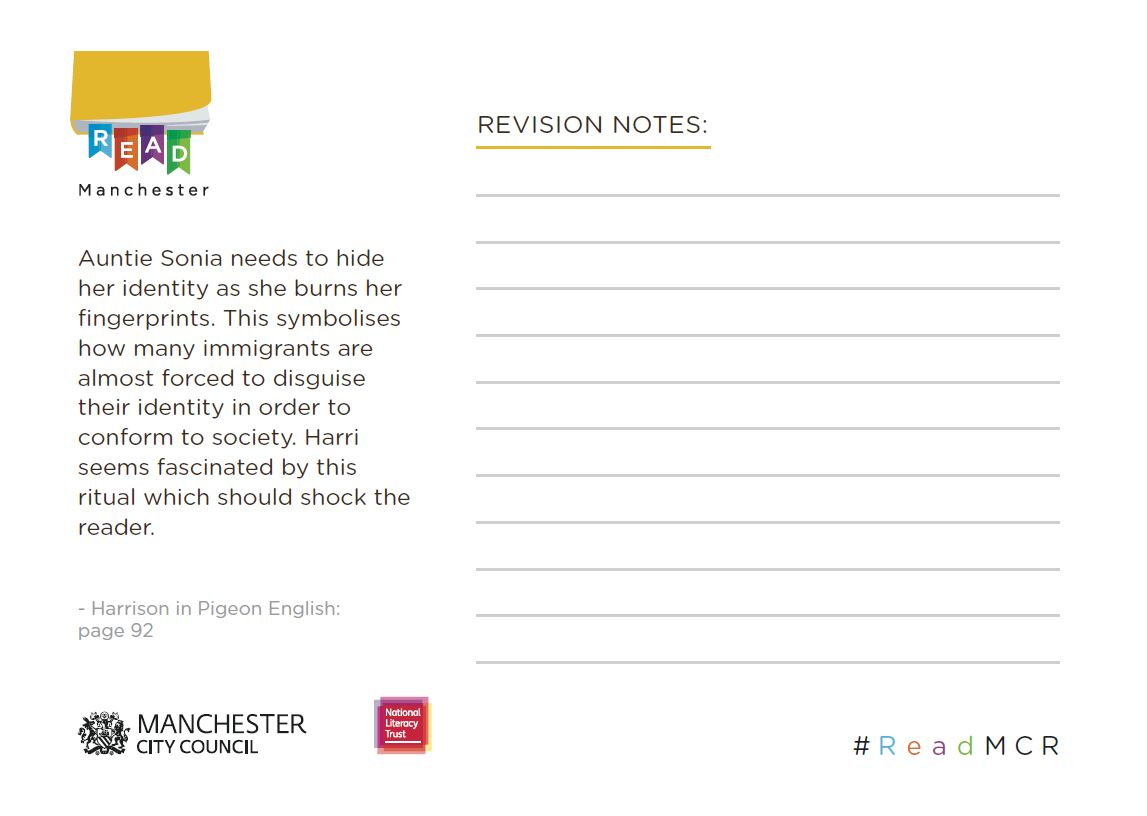 READ
Manchester
Auntie Sonia needs to hide
her identity as she burns her
fingerprints. This symbolises
how many immigrants are
almost forced to disguise
their identity in order to
conform to society. Harri
seems fascinated by this
ritual which should shock the
reader.
- Harrison in Pigeon English:
page 92
REVISION NOTES:
MANCHESTER
CITY COUNCIL
National
Literacy
Trust
#ReadMCR